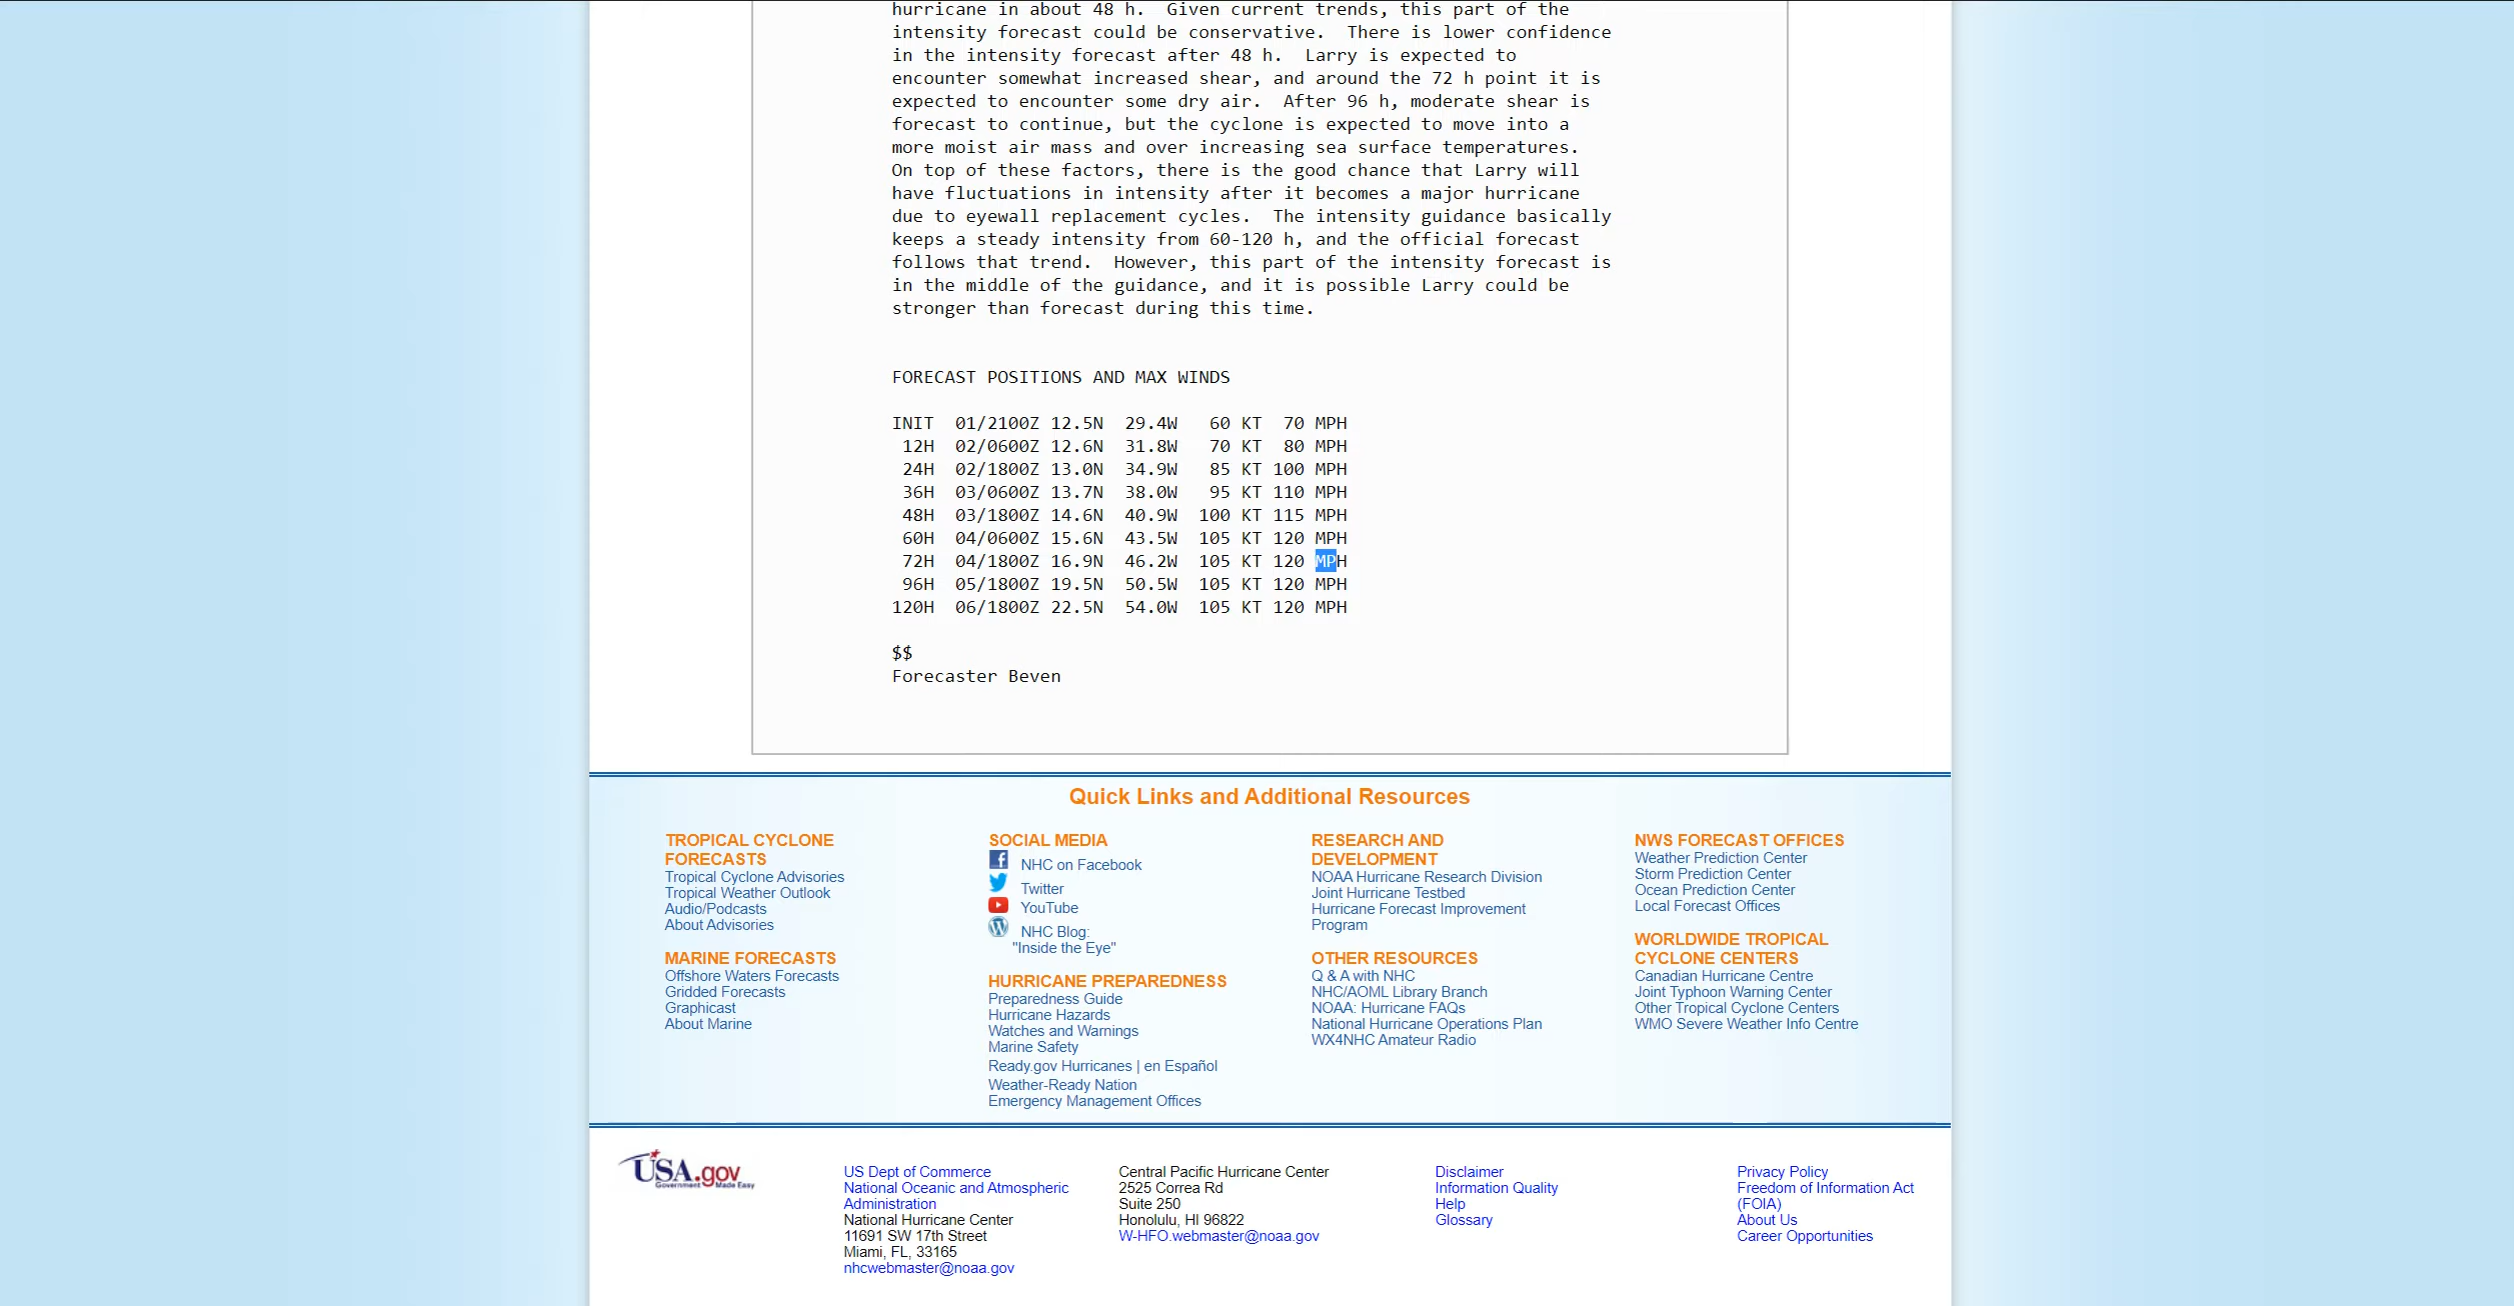 hurricane in about 48 h.  Given current trends, this part of the
intensity forecast could be conservative.  There is lower confidence
in the intensity forecast after 48 h.  Larry is expected to
encounter somewhat increased shear, and around the 72 h point it is
expected to encounter some dry air.  After 96 h, moderate shear is
forecast to continue, but the cyclone is expected to move into a
more moist air mass and over increasing sea surface temperatures.
On top of these factors, there is the good chance that Larry will
have fluctuations in intensity after it becomes a major hurricane
due to eyewall replacement cycles.  The intensity guidance basically
keeps a steady intensity from 60-120 h, and the official forecast
follows that trend.  However, this part of the intensity forecast is
in the middle of the guidance, and it is possible Larry could be
stronger than forecast during this time.
FORECAST POSITIONS AND MAX WINDS
INIT  01/2100Z 12.5N  29.4W   60 KT  70 MPH
12H  02/0600Z 12.6N  31.8W   70 KT  80 MPH
24H  02/1800Z 13.0N  34.9W   85 KT 100 MPH
36H  03/0600Z 13.7N  38.0W   95 KT 110 MPH
48H  03/1800Z 14.6N  40.9W  100 KT 115 MPH
60H  04/0600Z 15.6N  43.5W  105 KT 120 MPH
72H  04/1800Z 16.9N  46.2W  105 KT 120 MPH
96H  05/1800Z 19.5N  50.5W  105 KT 120 MPH
120H  06/1800Z 22.5N  54.0W  105 KT 120 MPH
$$
Forecaster Beven
Quick Links and Additional Resources
TROPICAL CYCLONE
FORECASTS
Tropical Cyclone Advisories
Tropical Weather Outlook
Audio/Podcasts
About Advisories
MARINE FORECASTS
Offshore Waters Forecasts
Gridded Forecasts
Graphicast
About Marine
SOCIAL MEDIA
NHC on Facebook
Twitter
YouTube
NHC Blog:
"Inside the Eye"
HURRICANE PREPAREDNESS
Preparedness Guide
Hurricane Hazards
Watches and Warnings
Marine Safety
Ready.gov Hurricanes | en Español
Weather-Ready Nation
Emergency Management Offices
RESEARCH AND
DEVELOPMENT
NOAA Hurricane Research Division
Joint Hurricane Testbed
Hurricane Forecast Improvement
Program
OTHER RESOURCES
Q & A with NHC
NHC/AOML Library Branch
NOAA: Hurricane FAQs
National Hurricane Operations Plan
WX4NHC Amateur Radio
NWS FORECAST OFFICES
Weather Prediction Center
Storm Prediction Center
Ocean Prediction Center
Local Forecast Offices
WORLDWIDE TROPICAL
CYCLONE CENTERS
Canadian Hurricane Centre
Joint Typhoon Warning Center
Other Tropical Cyclone Centers
WMO Severe Weather Info Centre
USA.gov
Government Made Easy
US Dept of Commerce
National Oceanic and Atmospheric
Administration
National Hurricane Center
11691 SW 17th Street
Miami, FL, 33165
nhcwebmaster@noaa.gov
Central Pacific Hurricane Center
2525 Correa Rd
Suite 250
Honolulu, HI 96822
W-HFO.webmaster@noaa.gov
Disclaimer
Information Quality
Help
Glossary
Privacy Policy
Freedom of Information Act
(FOIA)
About Us
Career Opportunities